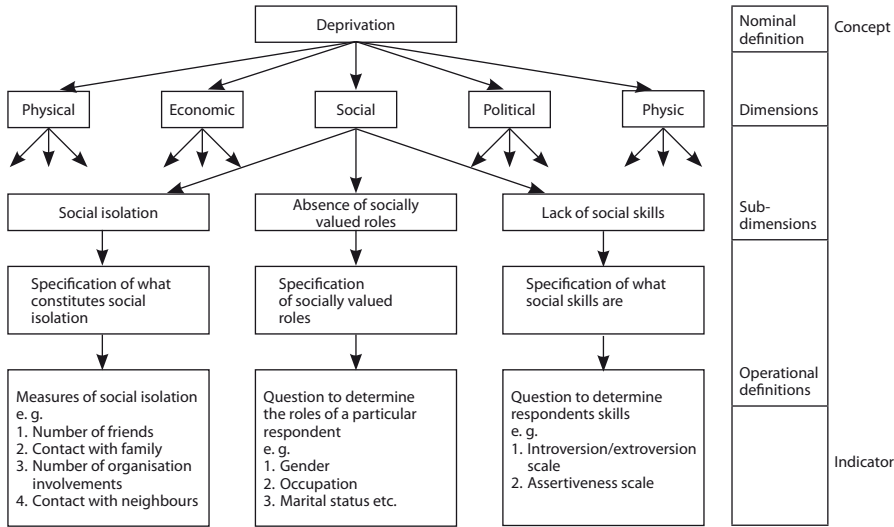 Deprivation
Nominal
definition
Concept
Physical
Economic
Social
Political
Physic
Dimensions
Social isolation
Absence of socially
valued roles
Lack of social skills
Sub-
dimensions
Specification of what
constitutes social
isolation
Specification
of socially valued
roles
Specification of what
social skills are
Operational
definitions
Measures of social isolation
e. g.
1. Number of friends
2. Contact with family
3. Number of organisation
involvements
4. Contact with neighbours
Question to determine
the roles of a particular
respondent
e. g.
1. Gender
2. Occupation
3. Marital status etc.
Question to determine
respondents skills
e. g.
1. Introversion/extroversion
scale
2. Assertiveness scale
Indicator